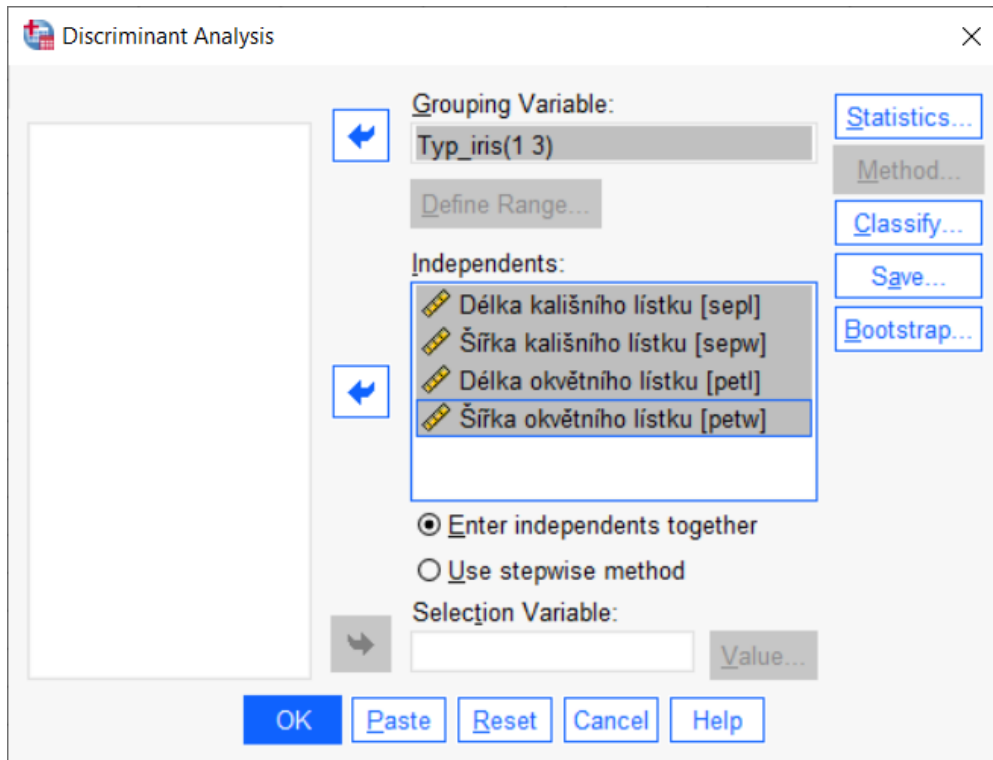 Discriminant Analysis
Grouping Variable:
Typ_iris(1 3)
Define Range...
Independents:
Délka kališního lístku [sepl]
Šířka kališního lístku [sepw]
Délka okvětního lístku [petl]
Šířka okvětního lístku [petw]
Enter independents together
Use stepwise method
Selection Variable:
Value...
Statistics...
Method...
Classify...
Save...
Bootstrap...
OK
Paste
Reset
Cancel
Help